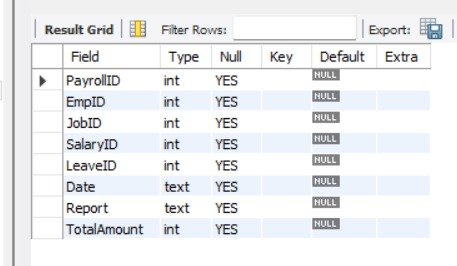 Result Grid Filter Rows: Export:
Field Type Null Key Default Extra
PayrollID int YES NULL
EmpID int YES NULL
JobID int YES NULL
SalaryID int YES NULL
LeaveID int YES NULL
Date text YES NULL
Report text YES NULL
TotalAmount int YES NULL